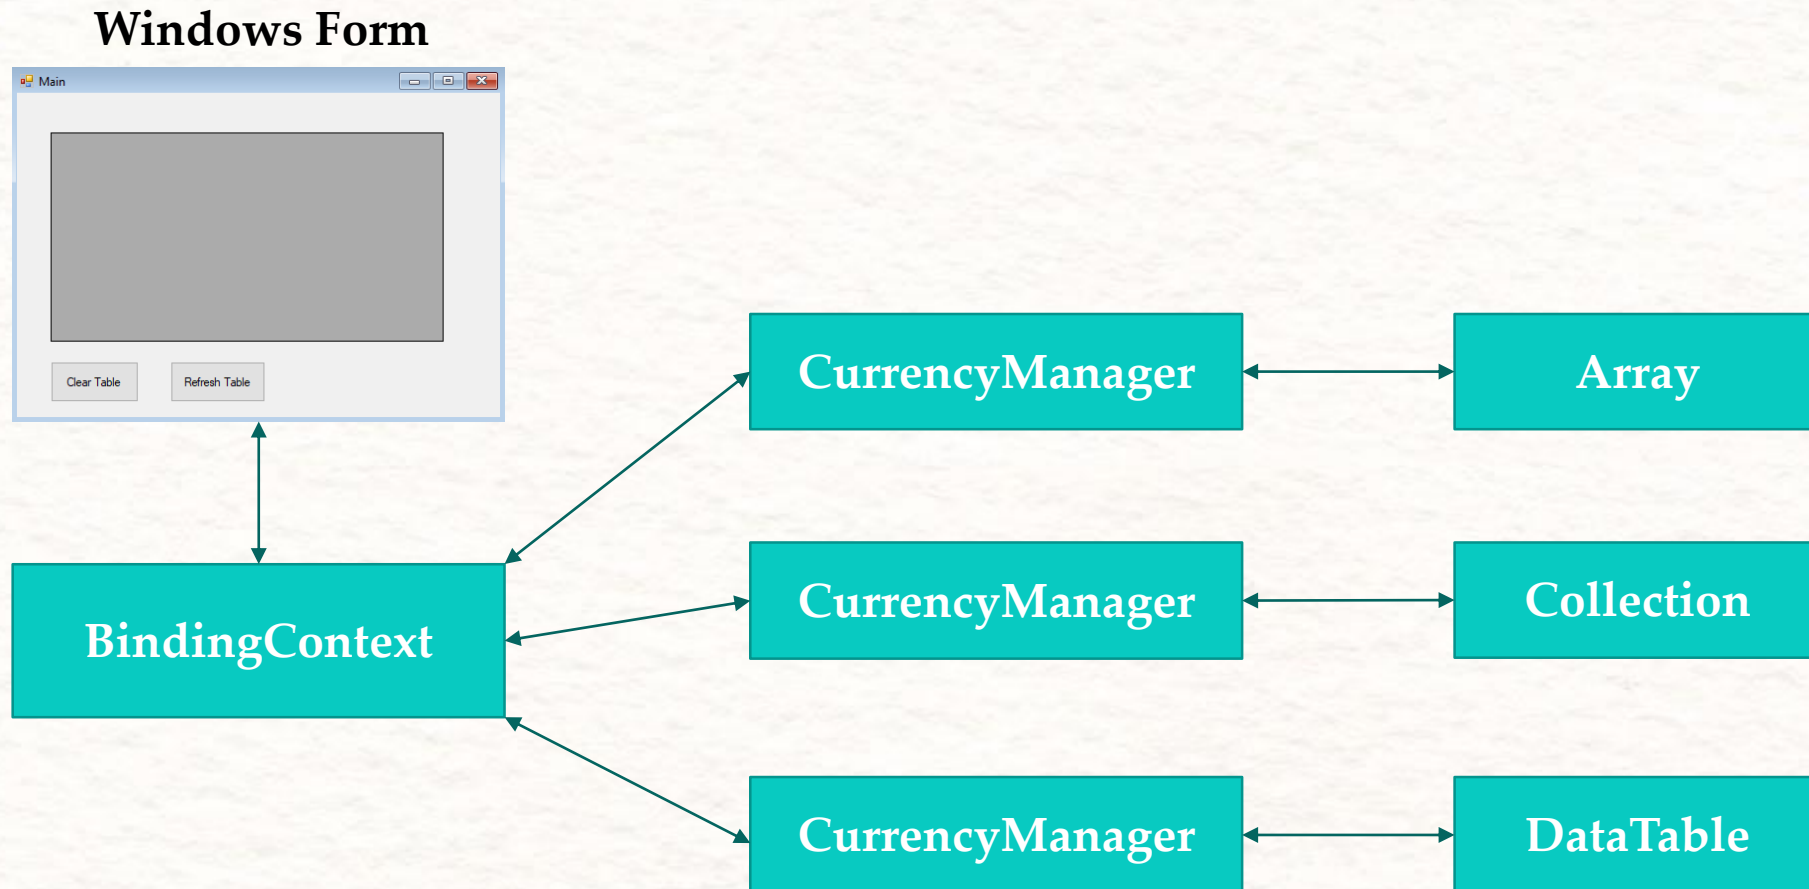 Windows Form
Main
Clear Table
Refresh Table
CurrencyManager
Array
CurrencyManager
Collection
BindingContext
CurrencyManager
DataTable